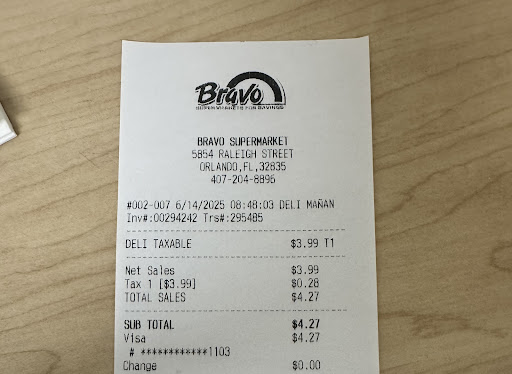 Bravo
SUPERMARKETS FOR SAVINGS
BRAVO SUPERMARKET
5854 RALEIGH STREET
ORLANDO,FL,32835
407-204-8896
#002-007 6/14/2025 08:48:03 DELI MAÑAN
Inv#:00294242 Trs#:295485
DELI TAXABLE $3.99 T1
Net Sales $3.99
Tax 1 [$3.99] $0.28
TOTAL SALES $4.27
SUB TOTAL $4.27
Visa $4.27
# ************1103
Change $0.00